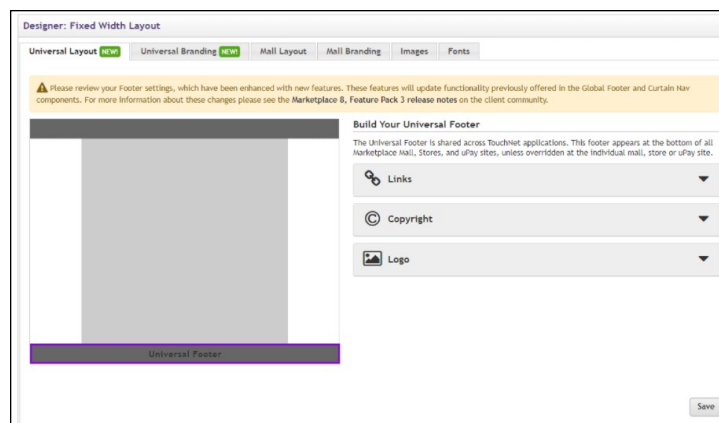 Designer: Fixed Width Layout
Universal Layout NEW! Universal Branding NEW! Mall Layout Mall Branding Images Fonts
Please review your Footer settings, which have been enhanced with new features. These features will update functionality previously offered in the Global Footer and Curtain Nav
components. For more information about these changes please see the Marketplace 8, Feature Pack 3 release notes on the client community.
Build Your Universal Footer
The Universal Footer is shared across TouchNet applications. This footer appears at the bottom of all
Marketplace Mall, Stores, and uPay sites, unless overridden at the individual mall, store or uPay site.
Links
© Copyright
Logo
Universal Footer
Save